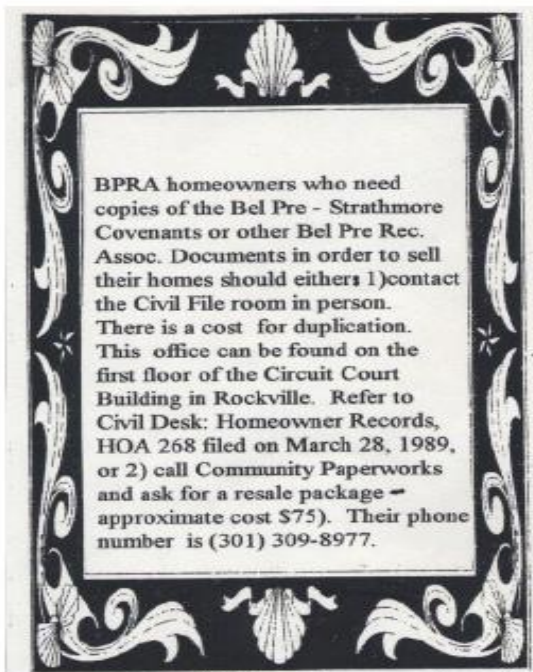 BPRA homeowners who need
copies of the Bel Pre - Strathmore
Covenants or other Bel Pre Rec.
Assoc. Documents in order to sell
their homes should either: 1)contact
the Civil File room in person.
There is a cost for duplication.
This office can be found on the
first floor of the Circuit Court
Building in Rockville. Refer to
Civil Desk: Homeowner Records,
HOA 268 filed on March 28, 1989,
or 2) call Community Paperworks
and ask for a resale package -
approximate cost $75). Their phone
number is (301) 309-8977.